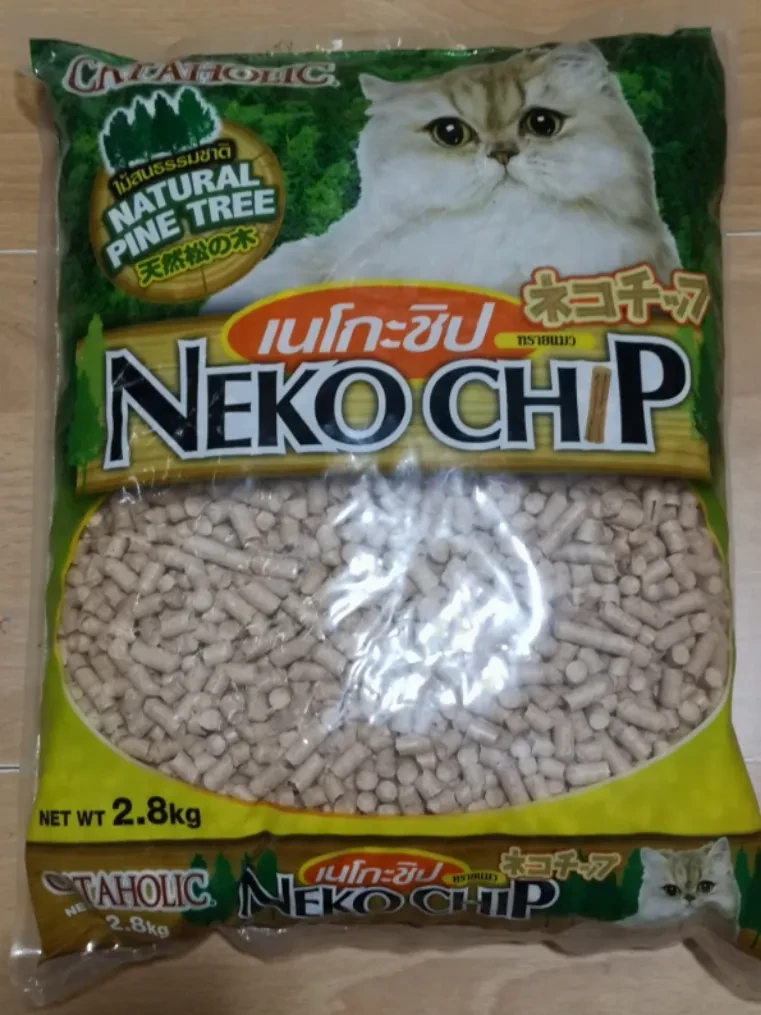 CAT·AHOLIC
ไม้สนธรรมชาติ
NATURAL
PINE TREE
天然松の木
ネコチップ
เนโกะชิป
ทรายแมว
NEKO CHIP
NET WT 2.8kg
CATAHOLIC
เนโกะชิป
ทรายแมว
ネコチップ
NEKO CHIP
2.8kg